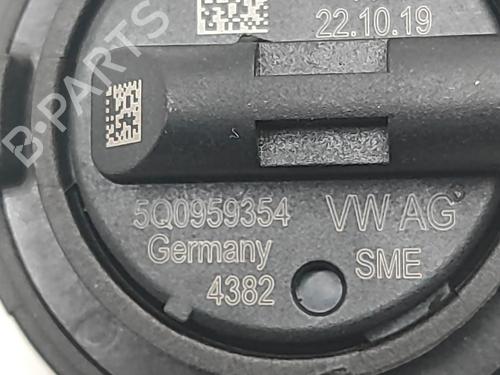 22.10.19
B-PARTS
5Q0959354 VW AG
Germany SME
4382